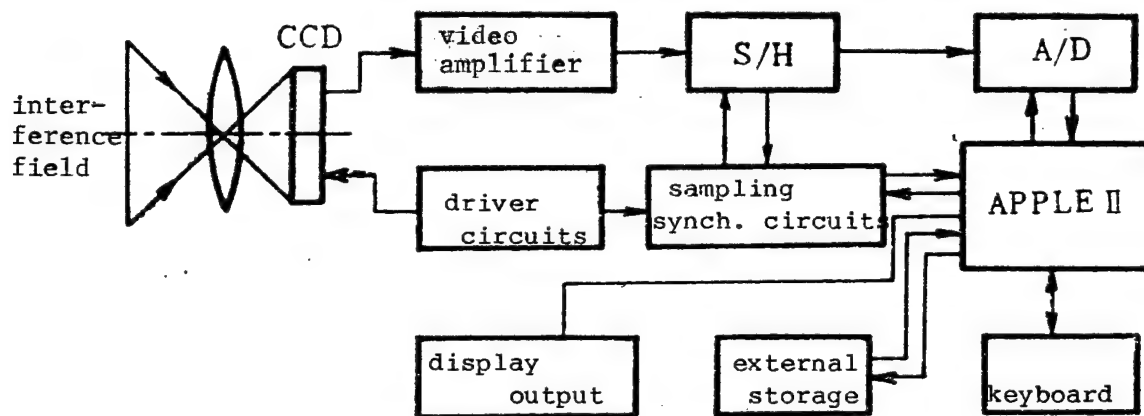 CCD
inter-
ference
field
video
amplifier
S/H
A/D
driver
circuits
sampling
synch. circuits
APPLE II
display
output
external
storage
keyboard